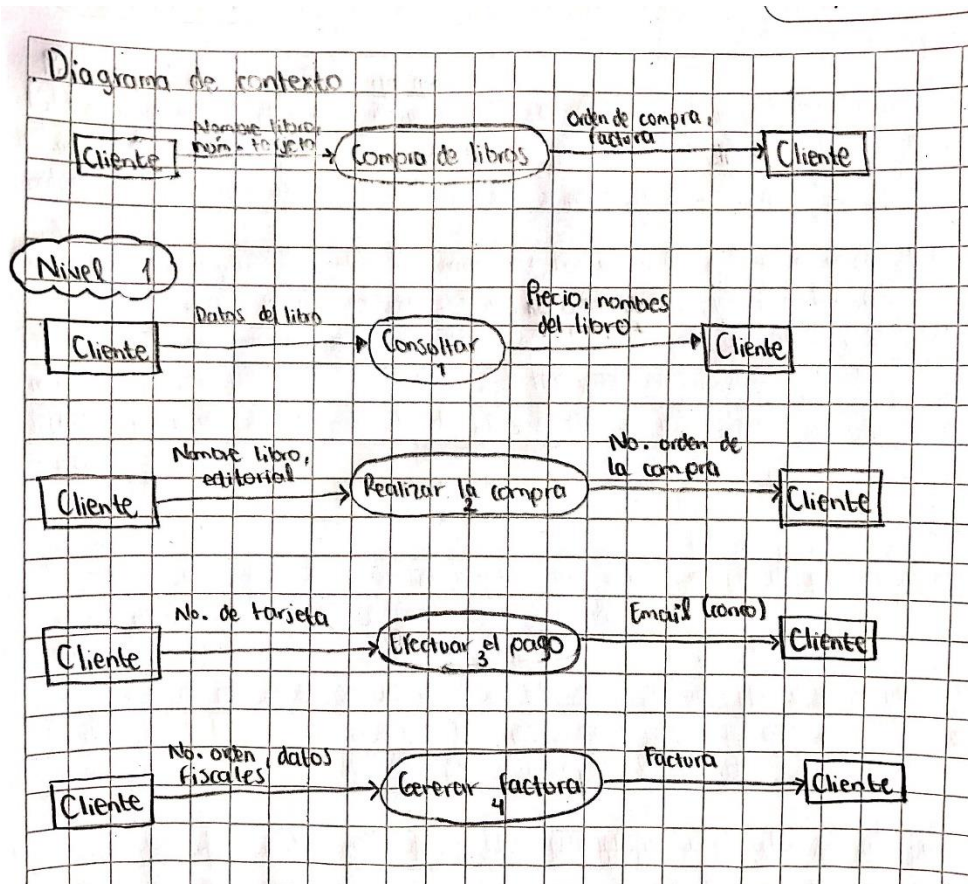 Diagrama de contexto
Cliente
Nombre libro,
núm. tarjeta
Compra de libros
Orden de compra,
factura
Cliente
Nivel 1
Cliente
Datos del libro
Consultar
1
Precio, nombres
del libro
Cliente
Cliente
Nombre libro,
editorial
Realizar la compra
2
No. orden de
la compra
Cliente
Cliente
No. de tarjeta
Efectuar el pago
3
Email (correo)
Cliente
Cliente
No. orden, datos
fiscales
Generar factura
4
Factura
Cliente